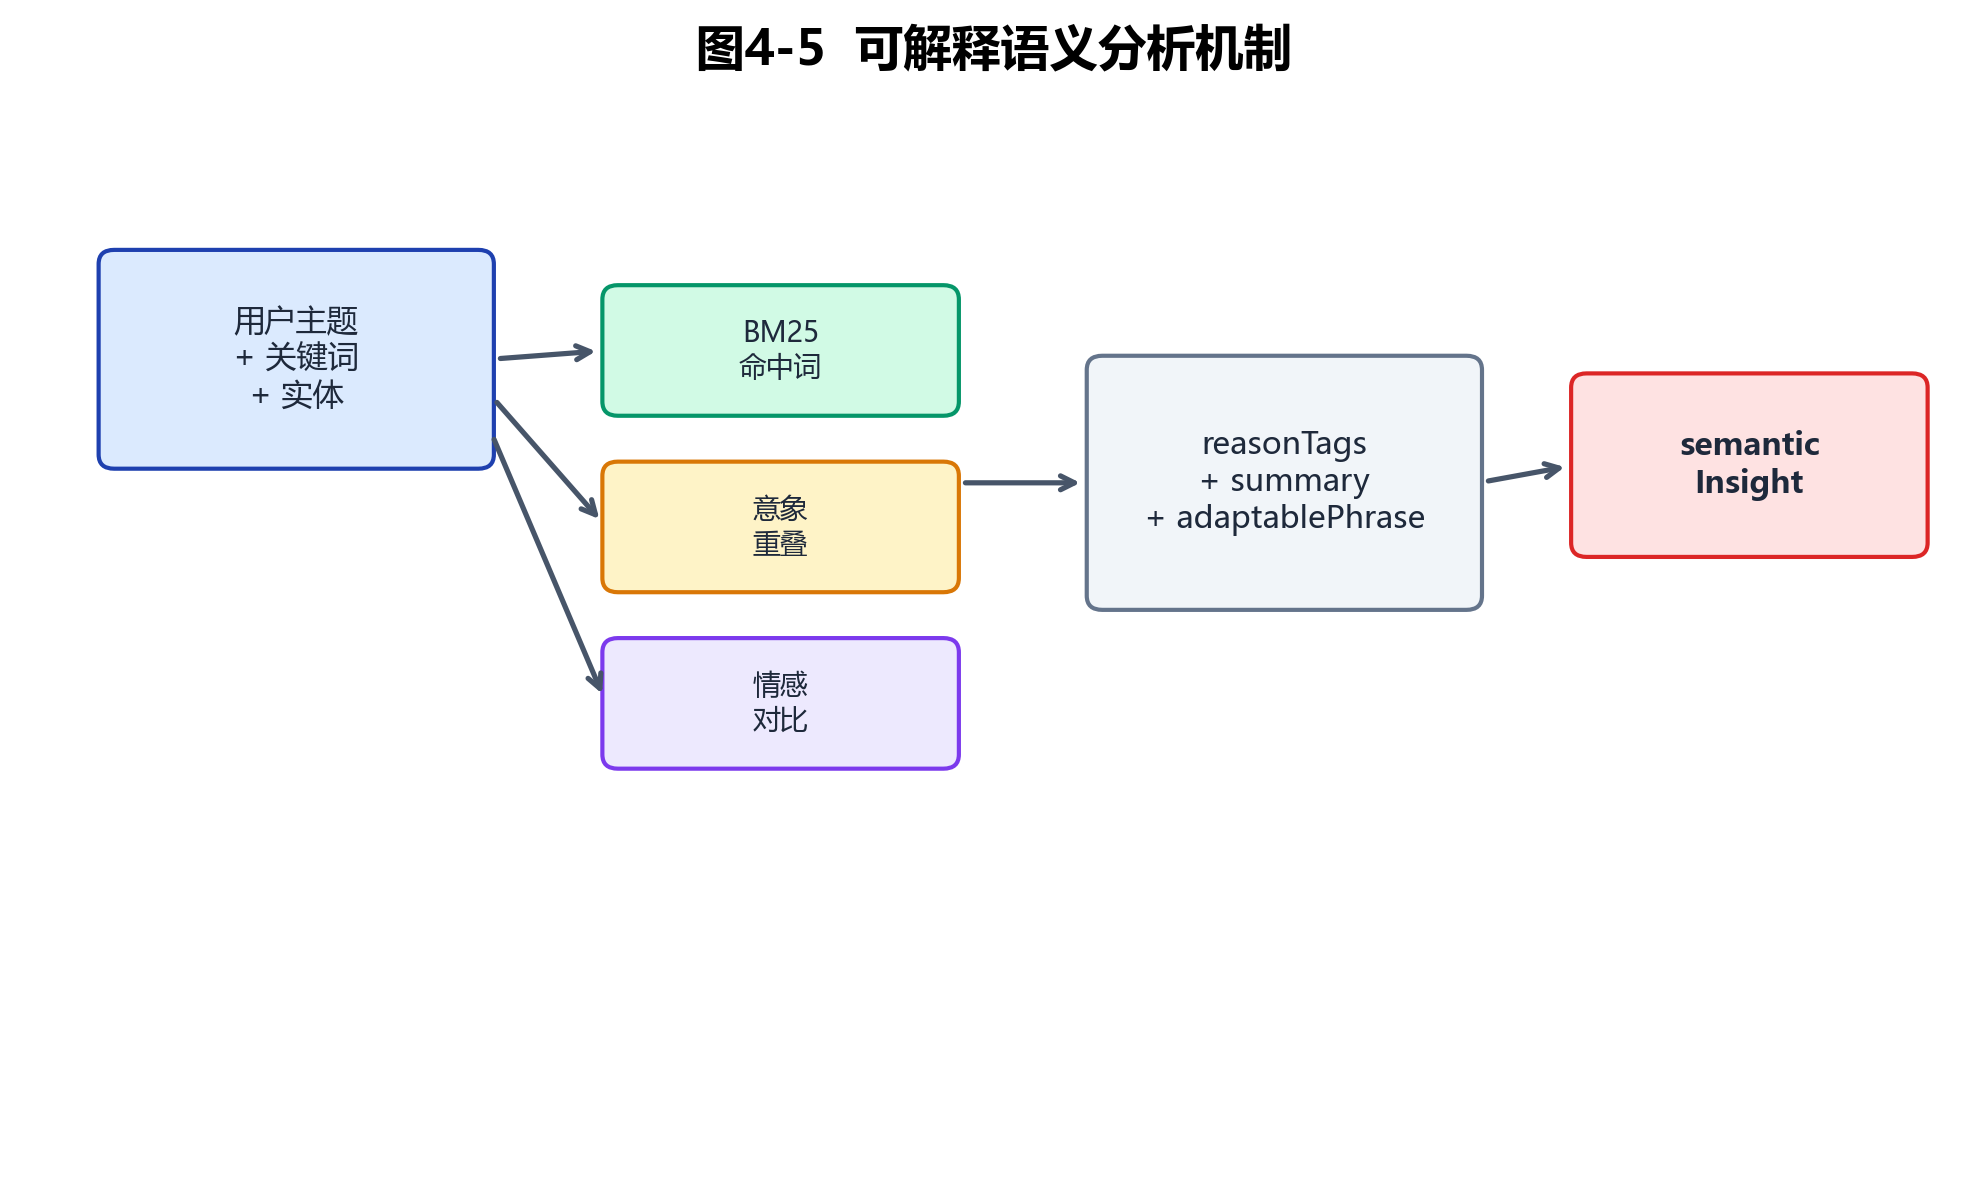 图4-5 可解释语义分析机制
用户主题
+ 关键词
+ 实体
BM25
命中词
意象
重叠
情感
对比
reasonTags
+ summary
+ adaptablePhrase
semantic
Insight